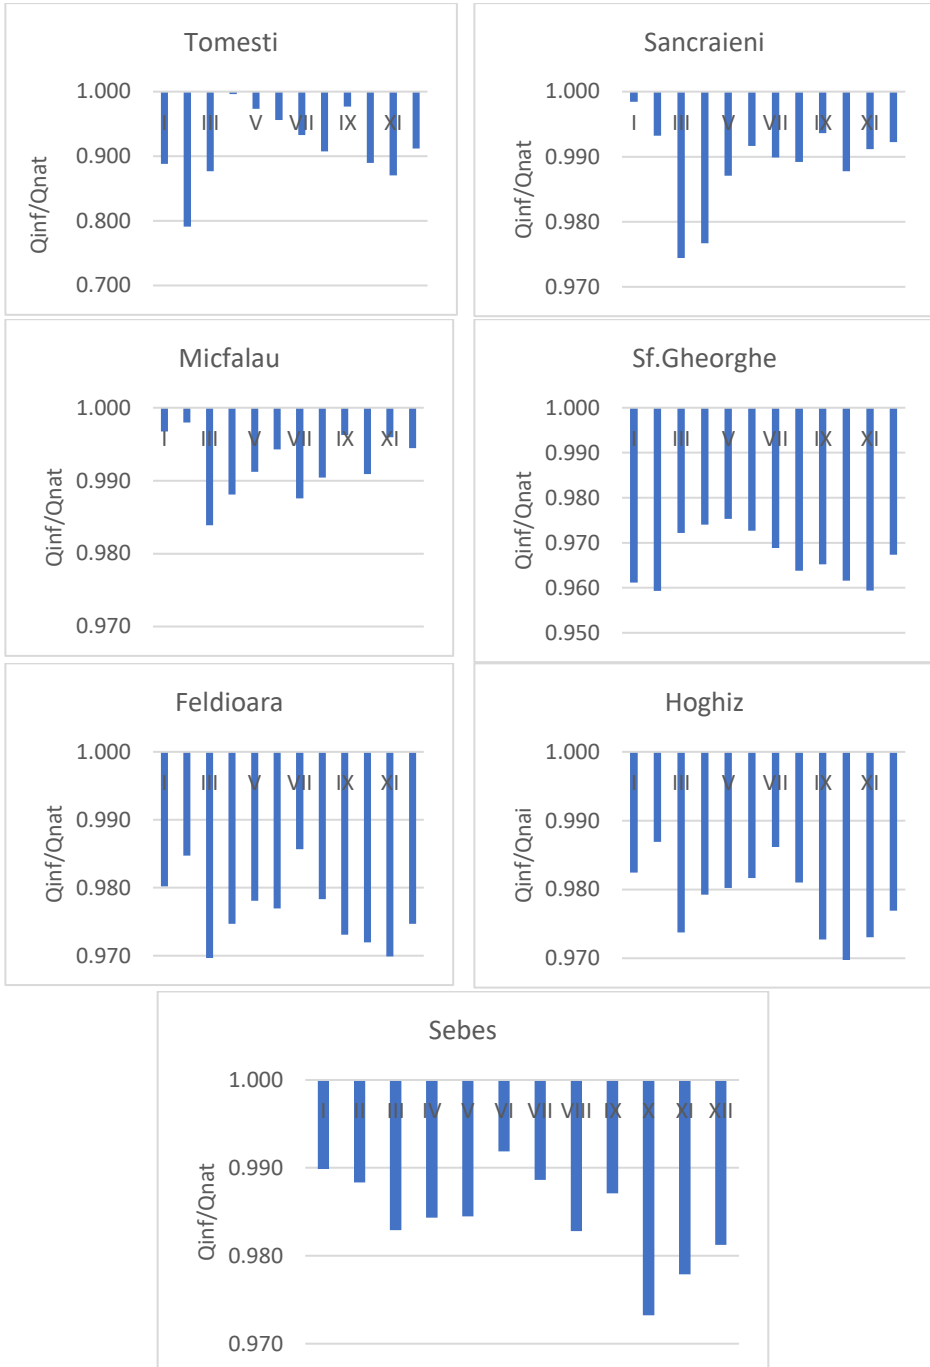 Tomesti
1.000
0.900
0.800
0.700
Qinf/Qnat
I III V VII IX XI
Sancraieni
1.000
0.990
0.980
0.970
Qinf/Qnat
I III V VII IX XI
Micfalau
1.000
0.990
0.980
0.970
Qinf/Qnat
I III V VII IX XI
Sf.Gheorghe
1.000
0.990
0.980
0.970
0.960
0.950
Qinf/Qnat
I III V VII IX XI
Feldioara
1.000
0.990
0.980
0.970
Qinf/Qnat
I III V VII IX XI
Hoghiz
1.000
0.990
0.980
0.970
Qinf/Qnai
I III V VII IX XI
Sebes
1.000
0.990
0.980
0.970
Qinf/Qnat
I II III IV V VI VII VIII IX X XI XII